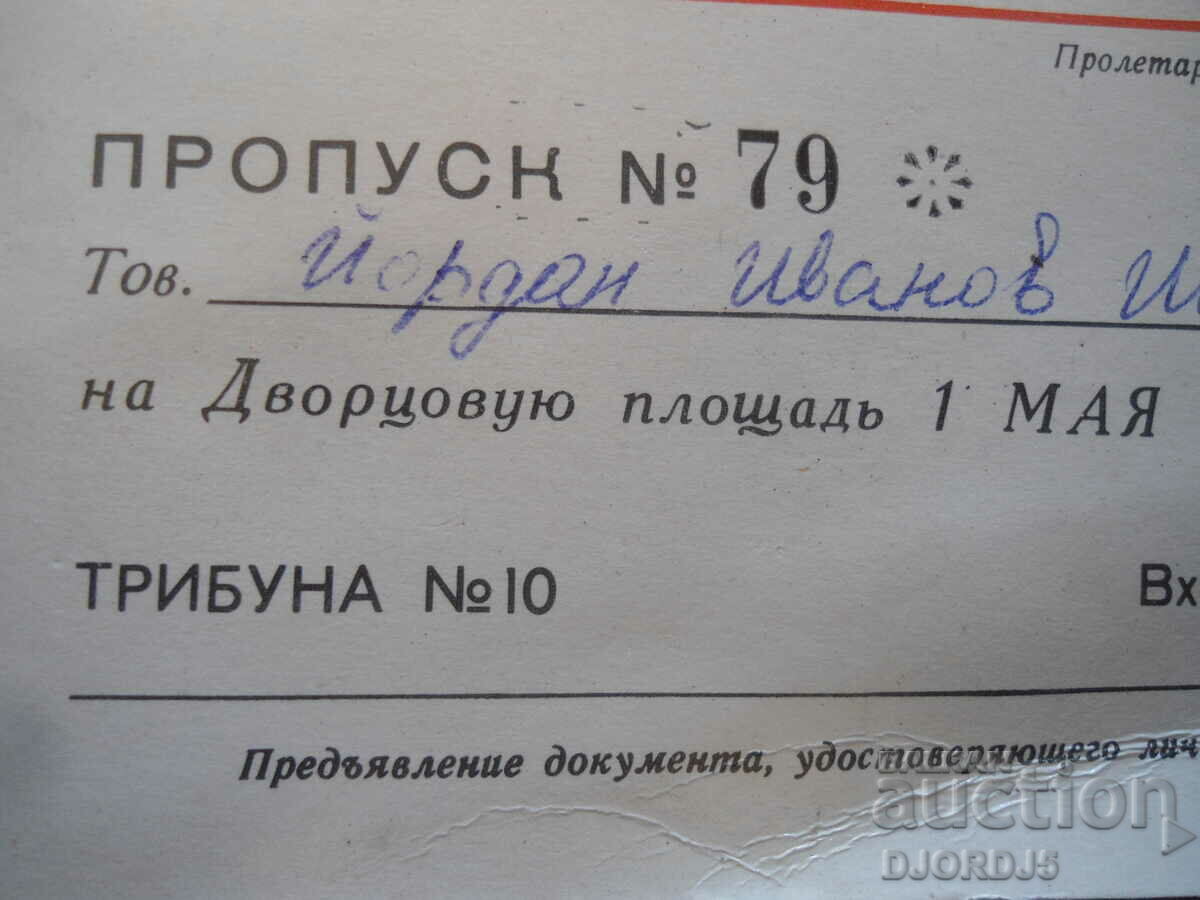 Пролетар
ПРОПУСК № 79
Тов. Йордан Иванов
на Дворцовую площадь 1 МАЯ
ТРИБУНА №10 Вх
Предъявление документа, удостоверяющего лич
auction
DJORDJ5